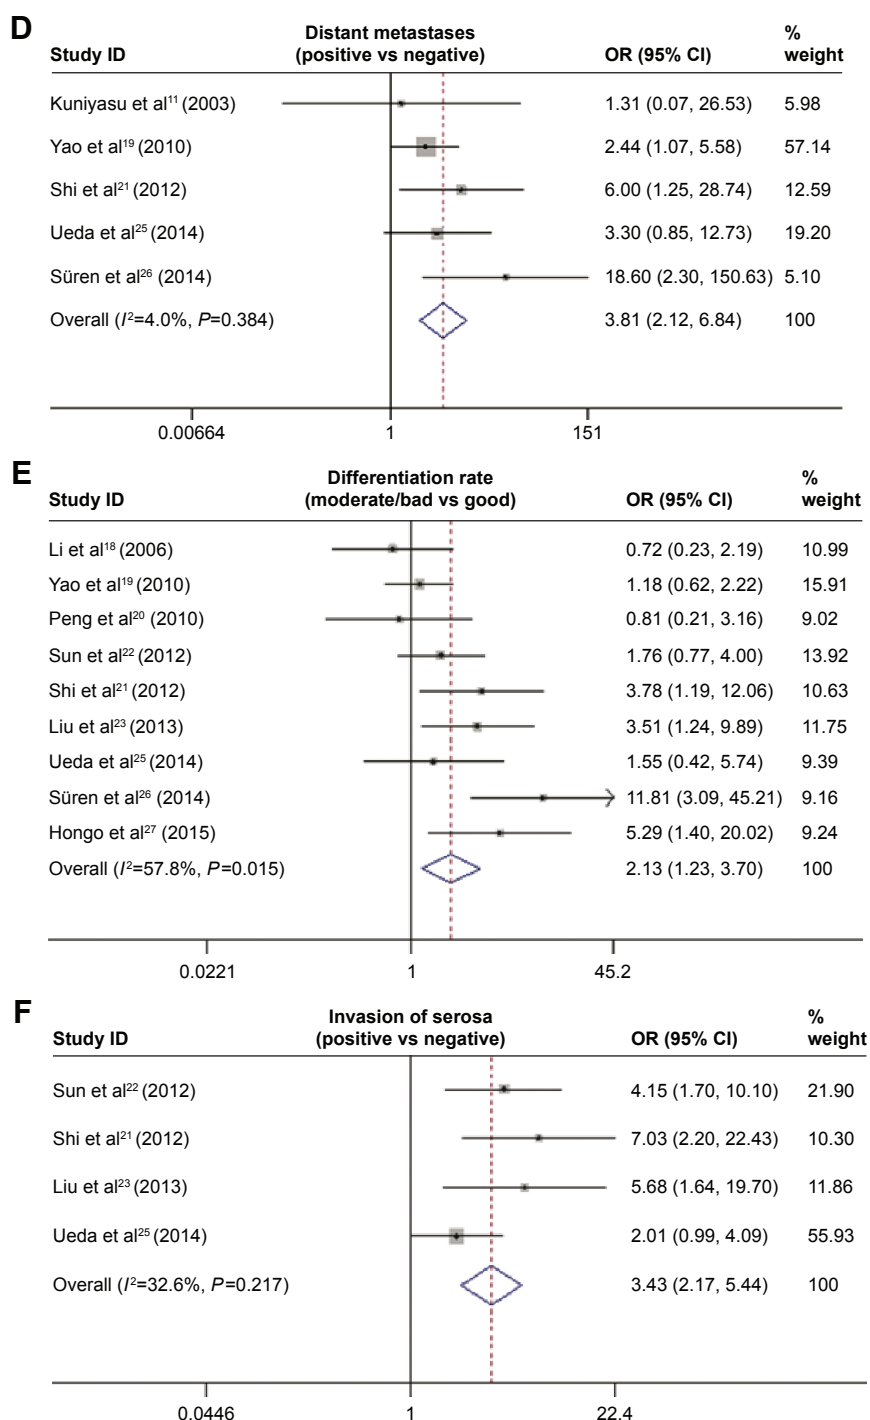 D
Study ID Distant metastases (positive vs negative) OR (95% CI) % weight
Kuniyasu et al11 (2003) 1.31 (0.07, 26.53) 5.98
Yao et al19 (2010) 2.44 (1.07, 5.58) 57.14
Shi et al21 (2012) 6.00 (1.25, 28.74) 12.59
Ueda et al25 (2014) 3.30 (0.85, 12.73) 19.20
Süren et al26 (2014) 18.60 (2.30, 150.63) 5.10
Overall (I2=4.0%, P=0.384) 3.81 (2.12, 6.84) 100
0.00664 1 151
E
Study ID Differentiation rate (moderate/bad vs good) OR (95% CI) % weight
Li et al18 (2006) 0.72 (0.23, 2.19) 10.99
Yao et al19 (2010) 1.18 (0.62, 2.22) 15.91
Peng et al20 (2010) 0.81 (0.21, 3.16) 9.02
Sun et al22 (2012) 1.76 (0.77, 4.00) 13.92
Shi et al21 (2012) 3.78 (1.19, 12.06) 10.63
Liu et al23 (2013) 3.51 (1.24, 9.89) 11.75
Ueda et al25 (2014) 1.55 (0.42, 5.74) 9.39
Süren et al26 (2014) 11.81 (3.09, 45.21) 9.16
Hongo et al27 (2015) 5.29 (1.40, 20.02) 9.24
Overall (I2=57.8%, P=0.015) 2.13 (1.23, 3.70) 100
0.0221 1 45.2
F
Study ID Invasion of serosa (positive vs negative) OR (95% CI) % weight
Sun et al22 (2012) 4.15 (1.70, 10.10) 21.90
Shi et al21 (2012) 7.03 (2.20, 22.43) 10.30
Liu et al23 (2013) 5.68 (1.64, 19.70) 11.86
Ueda et al25 (2014) 2.01 (0.99, 4.09) 55.93
Overall (I2=32.6%, P=0.217) 3.43 (2.17, 5.44) 100
0.0446 1 22.4